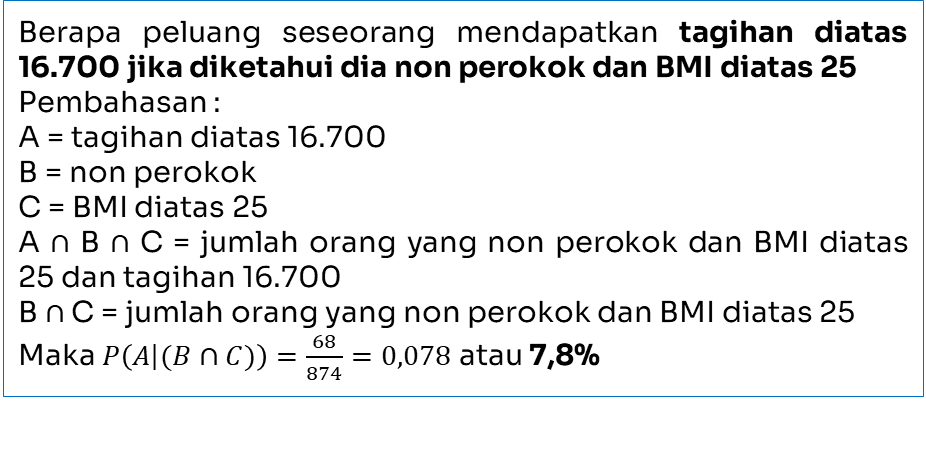 Berapa peluang seseorang mendapatkan tagihan diatas
16.700 jika diketahui dia non perokok dan BMI diatas 25
Pembahasan :
A = tagihan diatas 16.700
B = non perokok
C = BMI diatas 25
A ∩ B ∩ C = jumlah orang yang non perokok dan BMI diatas
25 dan tagihan 16.700
B ∩ C = jumlah orang yang non perokok dan BMI diatas 25
Maka P(A|(B ∩ C)) = 68/874 = 0,078 atau 7,8%